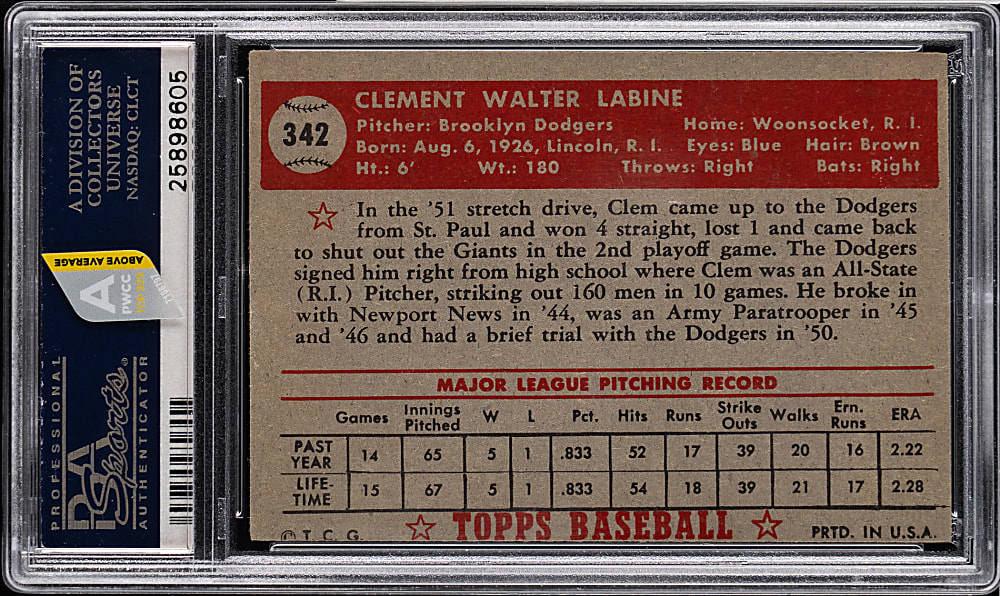 A DIVISION OF
COLLECTORS
UNIVERSE
NASDAQ: CLCT
25898605
ABOVE AVERAGE
A
PWCC
TOP 30%
PROFESSIONAL
PSA
Sports®
AUTHENTICATOR
342
CLEMENT WALTER LABINE
Pitcher: Brooklyn Dodgers Home: Woonsocket, R. I.
Born: Aug. 6, 1926, Lincoln, R. I. Eyes: Blue Hair: Brown
Ht.: 6' Wt.: 180 Throws: Right Bats: Right
In the '51 stretch drive, Clem came up to the Dodgers
from St. Paul and won 4 straight, lost 1 and came back
to shut out the Giants in the 2nd playoff game. The Dodgers
signed him right from high school where Clem was an All-State
(R.I.) Pitcher, striking out 160 men in 10 games. He broke in
with Newport News in '44, was an Army Paratrooper in '45
and '46 and had a brief trial with the Dodgers in '50.
MAJOR LEAGUE PITCHING RECORD
Games Innings Pitched W L Pct. Hits Runs Strike Outs Walks Ern. Runs ERA
PAST YEAR 14 65 5 1 .833 52 17 39 20 16 2.22
LIFE-TIME 15 67 5 1 .833 54 18 39 21 17 2.28
© T. C. G. TOPPS BASEBALL PRTD. IN U.S.A.